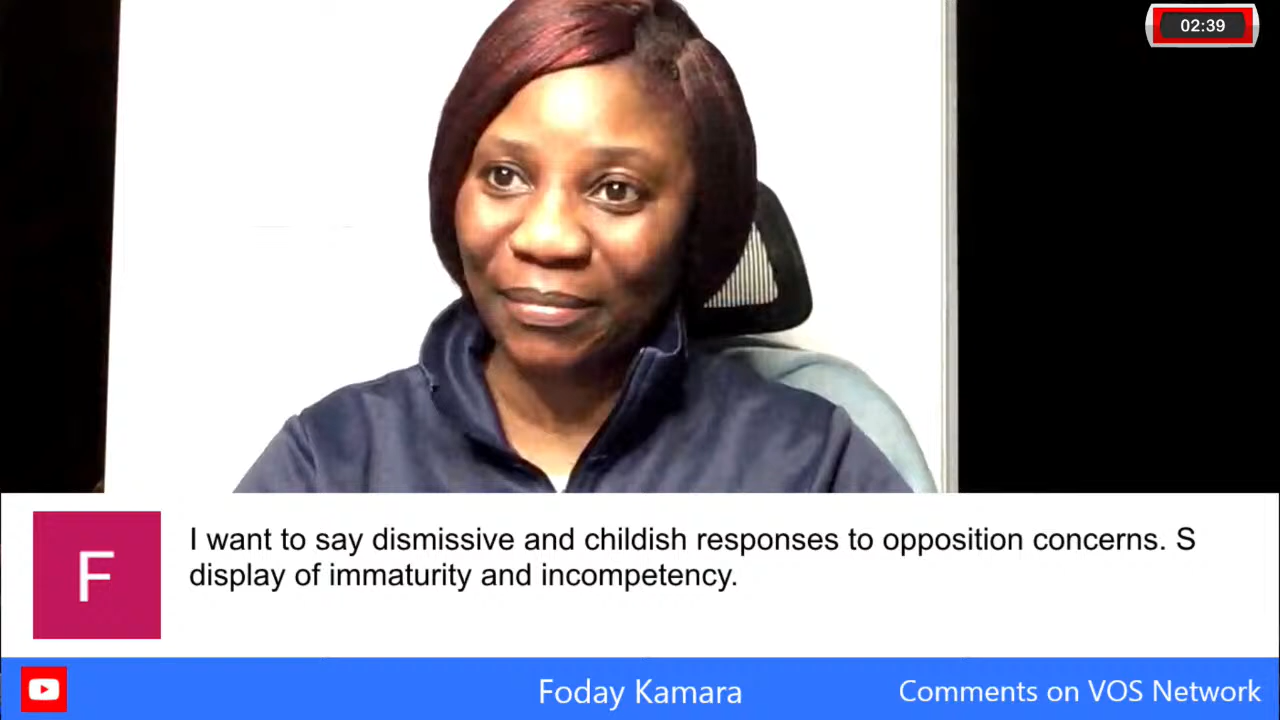 02:39
F
I want to say dismissive and childish responses to opposition concerns. S
display of immaturity and incompetency.
Foday Kamara
Comments on VOS Network